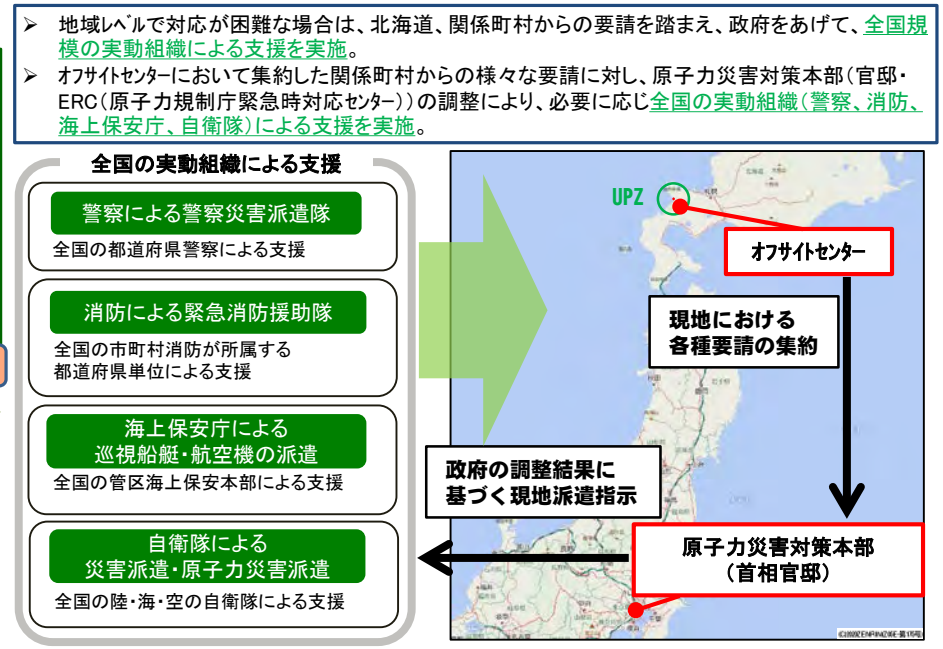 ➢ 地域レベルで対応が困難な場合は、北海道、関係町村からの要請を踏まえ、政府をあげて、全国規
模の実動組織による支援を実施。
➢ オフサイトセンターにおいて集約した関係町村からの様々な要請に対し、原子力災害対策本部(官邸・
ERC(原子力規制庁緊急時対応センター))の調整により、必要に応じ全国の実動組織(警察、消防、
海上保安庁、自衛隊)による支援を実施。
全国の実動組織による支援
警察による警察災害派遣隊
全国の都道府県警察による支援
消防による緊急消防援助隊
全国の市町村消防が所属する
都道府県単位による支援
海上保安庁による
巡視船艇・航空機の派遣
全国の管区海上保安本部による支援
自衛隊による
災害派遣・原子力災害派遣
全国の陸・海・空の自衛隊による支援
UPZ
札幌
オフサイトセンター
現地における
各種要請の集約
政府の調整結果に
基づく現地派遣指示
原子力災害対策本部
(首相官邸)